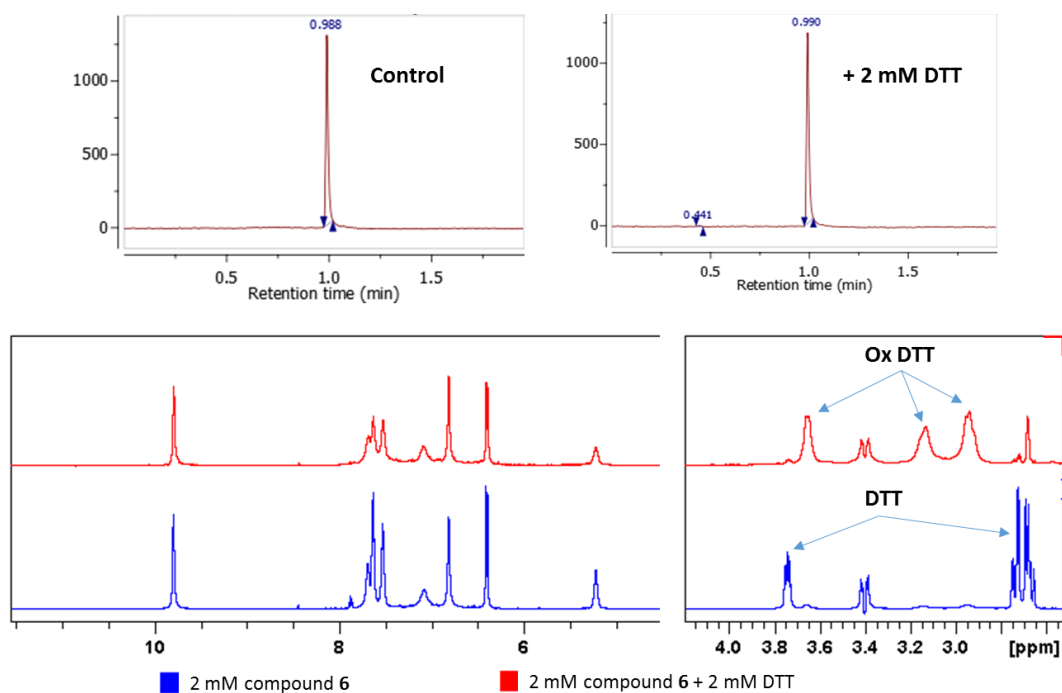 0.988
Control
1000
500
0
0.5
1.0
1.5
Retention time (min)
0.990
+ 2 mM DTT
1000
500
0
0.441
0.5
1.0
1.5
Retention time (min)
Ox DTT
DTT
10
8
6
4.0
3.8
3.6
3.4
3.2
3.0
[ppm]
2 mM compound 6
2 mM compound 6 + 2 mM DTT